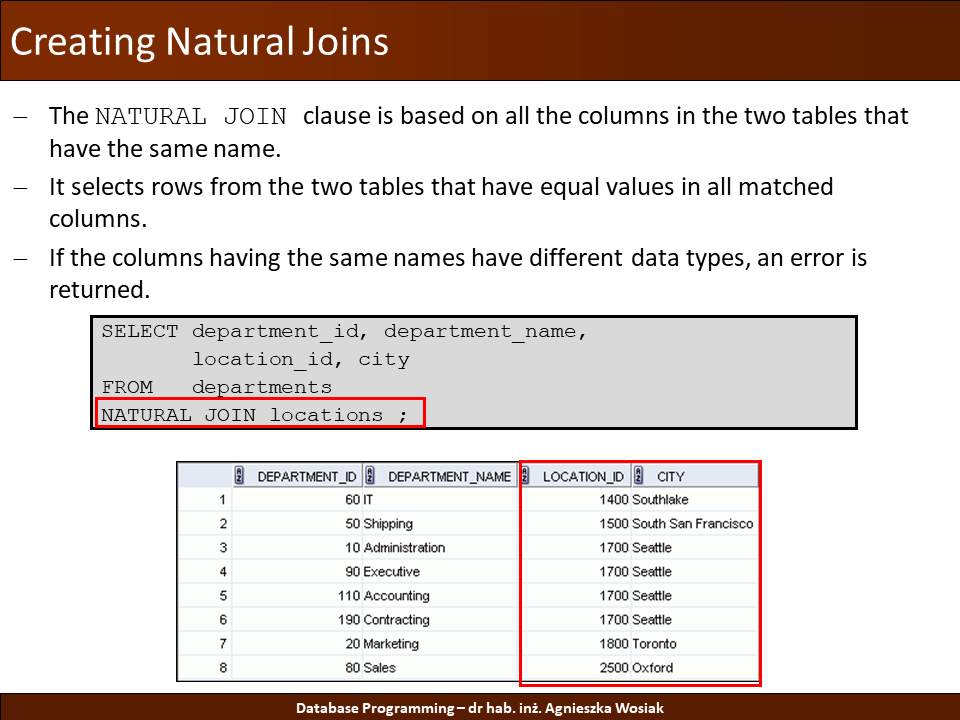 Creating Natural Joins
– The NATURAL JOIN clause is based on all the columns in the two tables that
have the same name.
– It selects rows from the two tables that have equal values in all matched
columns.
– If the columns having the same names have different data types, an error is
returned.
SELECT department_id, department_name,
location_id, city
FROM departments
NATURAL JOIN locations ;
DEPARTMENT_ID DEPARTMENT_NAME LOCATION_ID CITY
1 60 IT 1400 Southlake
2 50 Shipping 1500 South San Francisco
3 10 Administration 1700 Seattle
4 90 Executive 1700 Seattle
5 110 Accounting 1700 Seattle
6 190 Contracting 1700 Seattle
7 20 Marketing 1800 Toronto
8 80 Sales 2500 Oxford
Database Programming – dr hab. inż. Agnieszka Wosiak